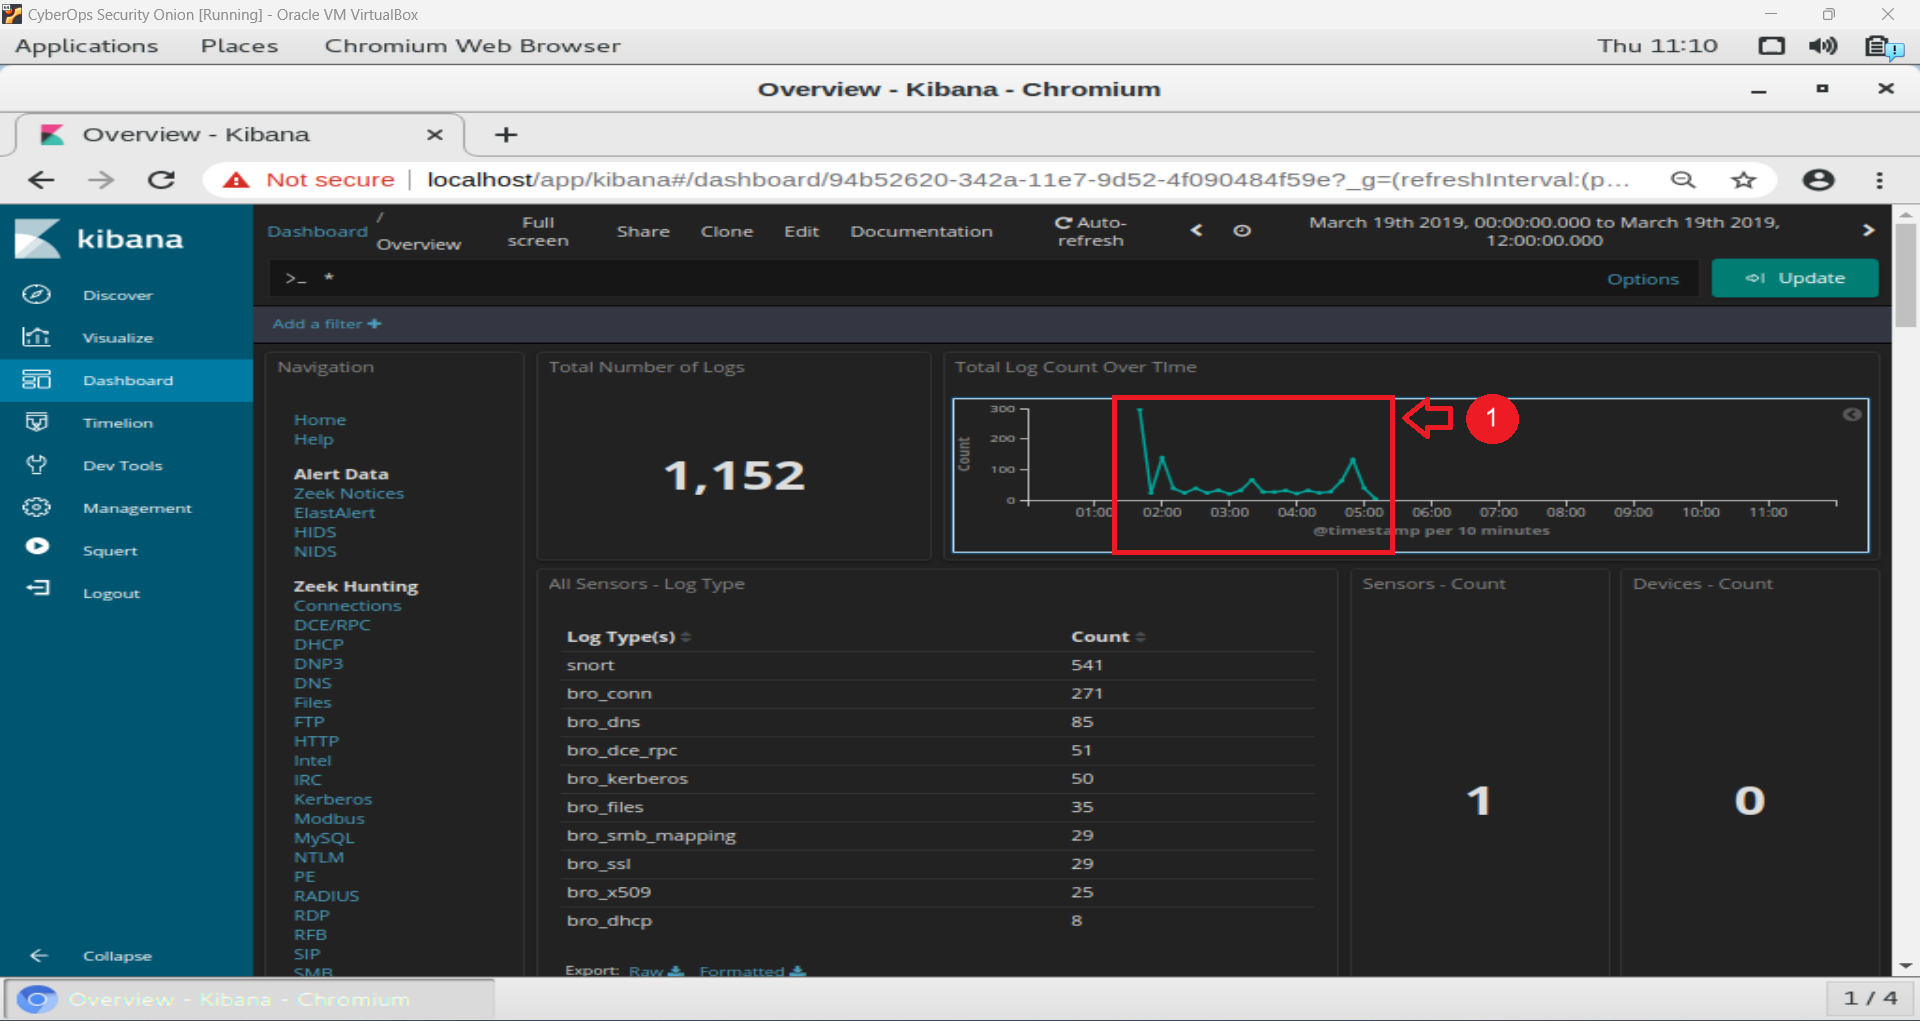 CyberOps Security Onion [Running] - Oracle VM VirtualBox
Applications Places Chromium Web Browser Thu 11:10
Overview - Kibana - Chromium
Overview - Kibana
Not secure | localhost/app/kibana#/dashboard/94b52620-342a-11e7-9d52-4f090484f59e?_g=(refreshInterval:(p...
kibana
Discover
Visualize
Dashboard
Timelion
Dev Tools
Management
Squert
Logout
Collapse
Dashboard / Overview
Full screen
Share
Clone
Edit
Documentation
Auto-refresh
March 19th 2019, 00:00:00.000 to March 19th 2019,
12:00:00.000
>_ *
Options
Update
Add a filter +
Navigation
Home
Help
Alert Data
Zeek Notices
ElastAlert
HIDS
NIDS
Zeek Hunting
Connections
DCE/RPC
DHCP
DNP3
DNS
Files
FTP
HTTP
Intel
IRC
Kerberos
Modbus
MySQL
NTLM
PE
RADIUS
RDP
RFB
SIP
SMB
Total Number of Logs
1,152
Total Log Count Over TIme
300
200
100
0
Count
01:00 02:00 03:00 04:00 05:00 06:00 07:00 08:00 09:00 10:00 11:00
@timestamp per 10 minutes
1
All Sensors - Log Type
Log Type(s) Count
snort 541
bro_conn 271
bro_dns 85
bro_dce_rpc 51
bro_kerberos 50
bro_files 35
bro_smb_mapping 29
bro_ssl 29
bro_x509 25
bro_dhcp 8
Export: Raw Formatted
Sensors - Count
1
Devices - Count
0
Overview - Kibana - Chromium
1 / 4